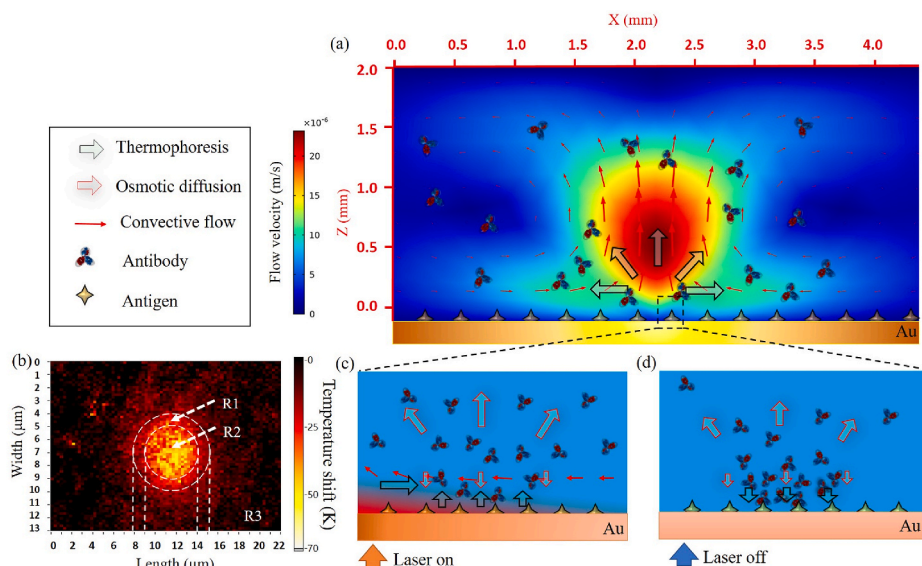 X (mm)
(a)
0.0 0.5 1.0 1.5 2.0 2.5 3.0 3.5 4.0
2.0
1.5
1.0
0.5
0.0
Z (mm)
×10⁻⁶
20
15
10
5
0
Flow velocity (m/s)
Thermophoresis
Osmotic diffusion
Convective flow
Antibody
Antigen
Au
(b)
0
1
2
3
4
5
6
7
8
9
10
11
12
13
Width (μm)
R1
R2
R3
0 2 4 6 8 10 12 14 16 18 20 22
Length (μm)
0
-25
-50
-70
Temperature shift (K)
(c)
Au
Laser on
(d)
Au
Laser off